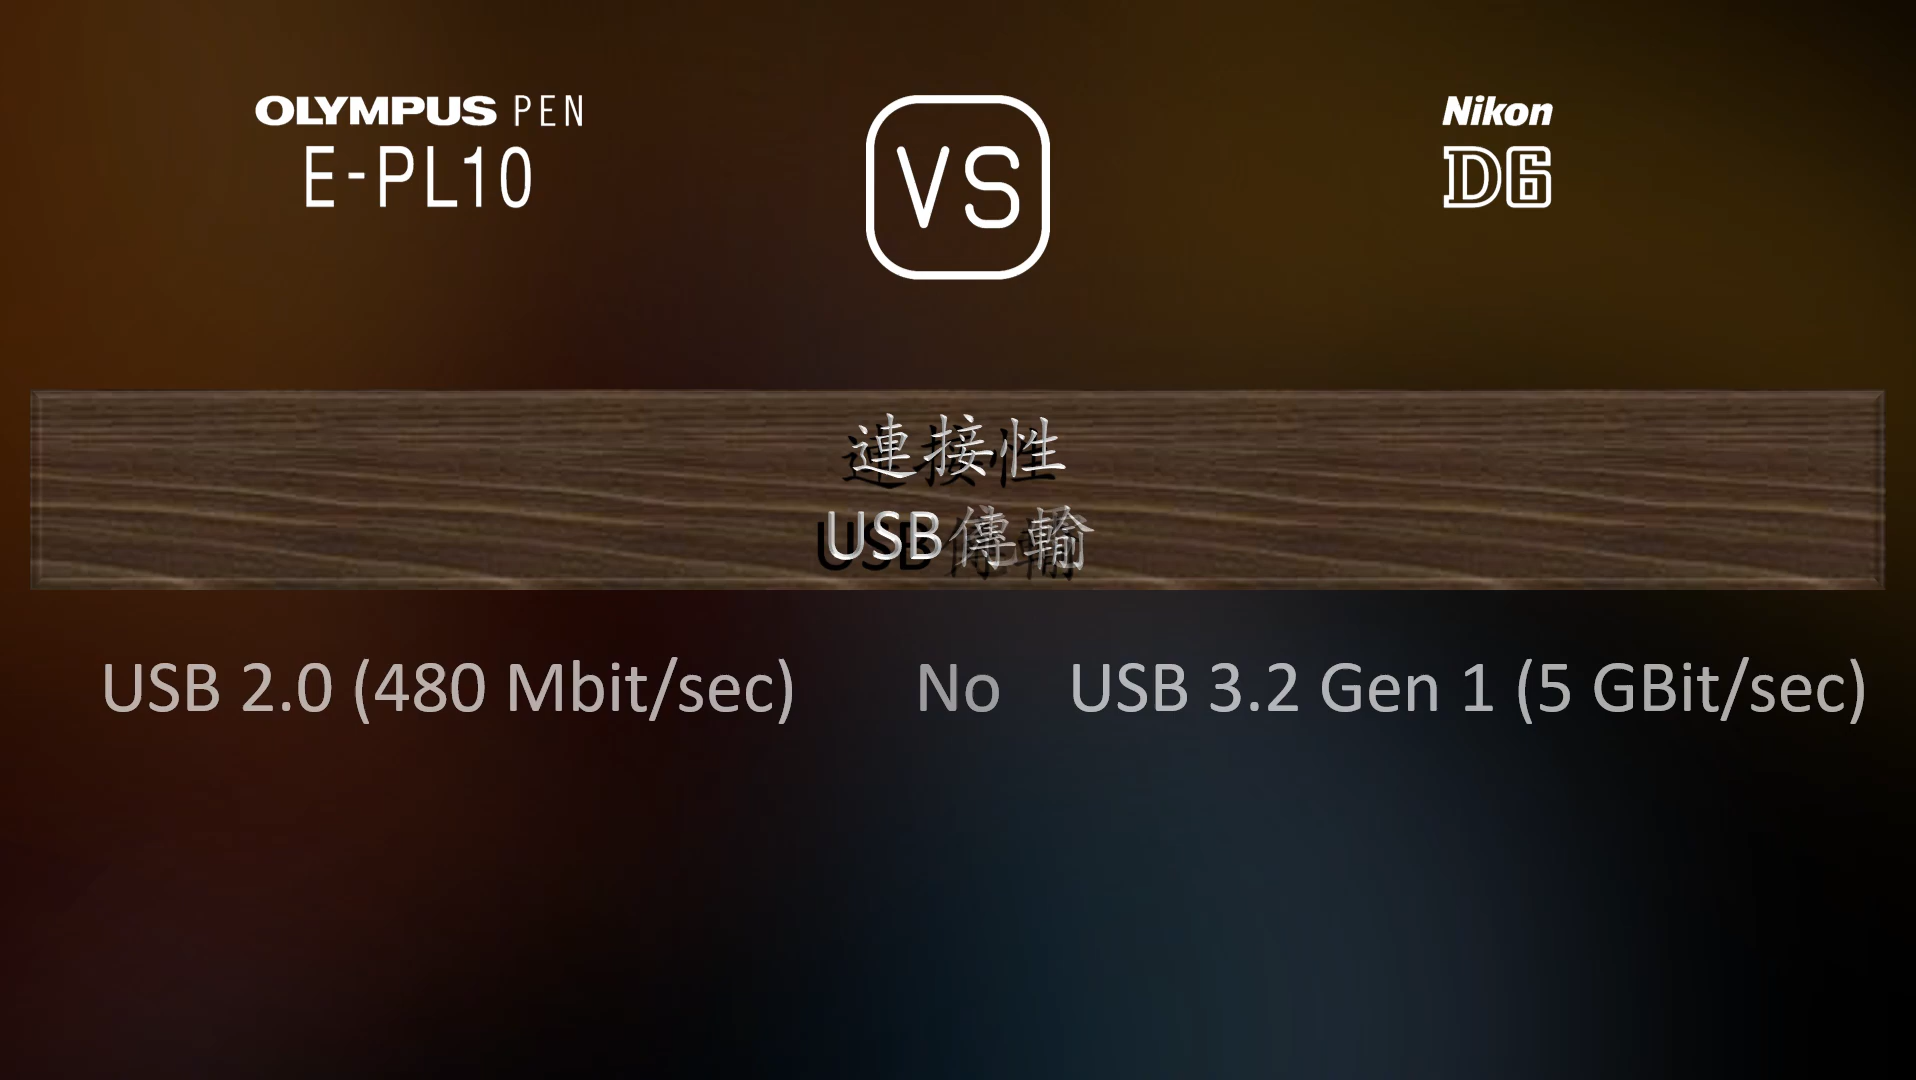 OLYMPUS PEN
E-PL10
VS
Nikon
D6
連接性
USB傳輸
USB 2.0 (480 Mbit/sec)
No
USB 3.2 Gen 1 (5 GBit/sec)